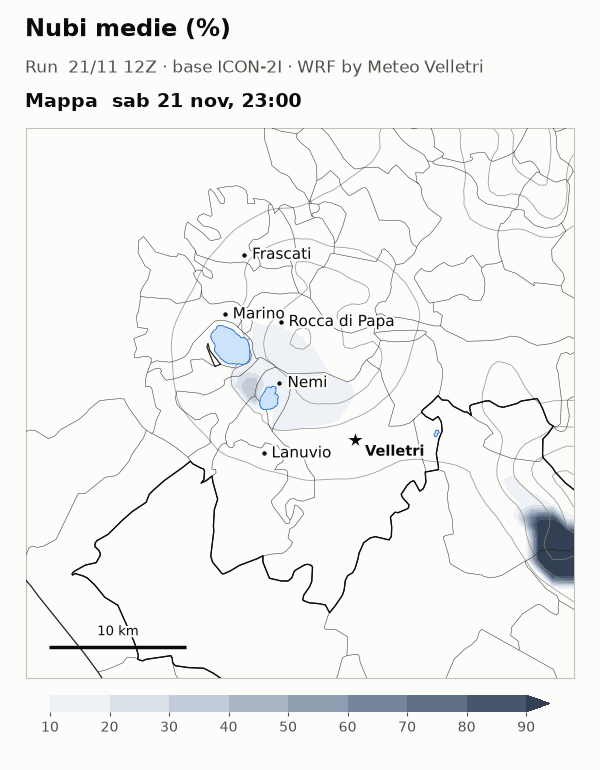 Nubi medie (%)
Run 21/11 12Z · base ICON-2I · WRF by Meteo Velletri
Mappa sab 21 nov, 23:00
Frascati
Marino
Rocca di Papa
Nemi
Velletri
Lanuvio
10 km
10 20 30 40 50 60 70 80 90